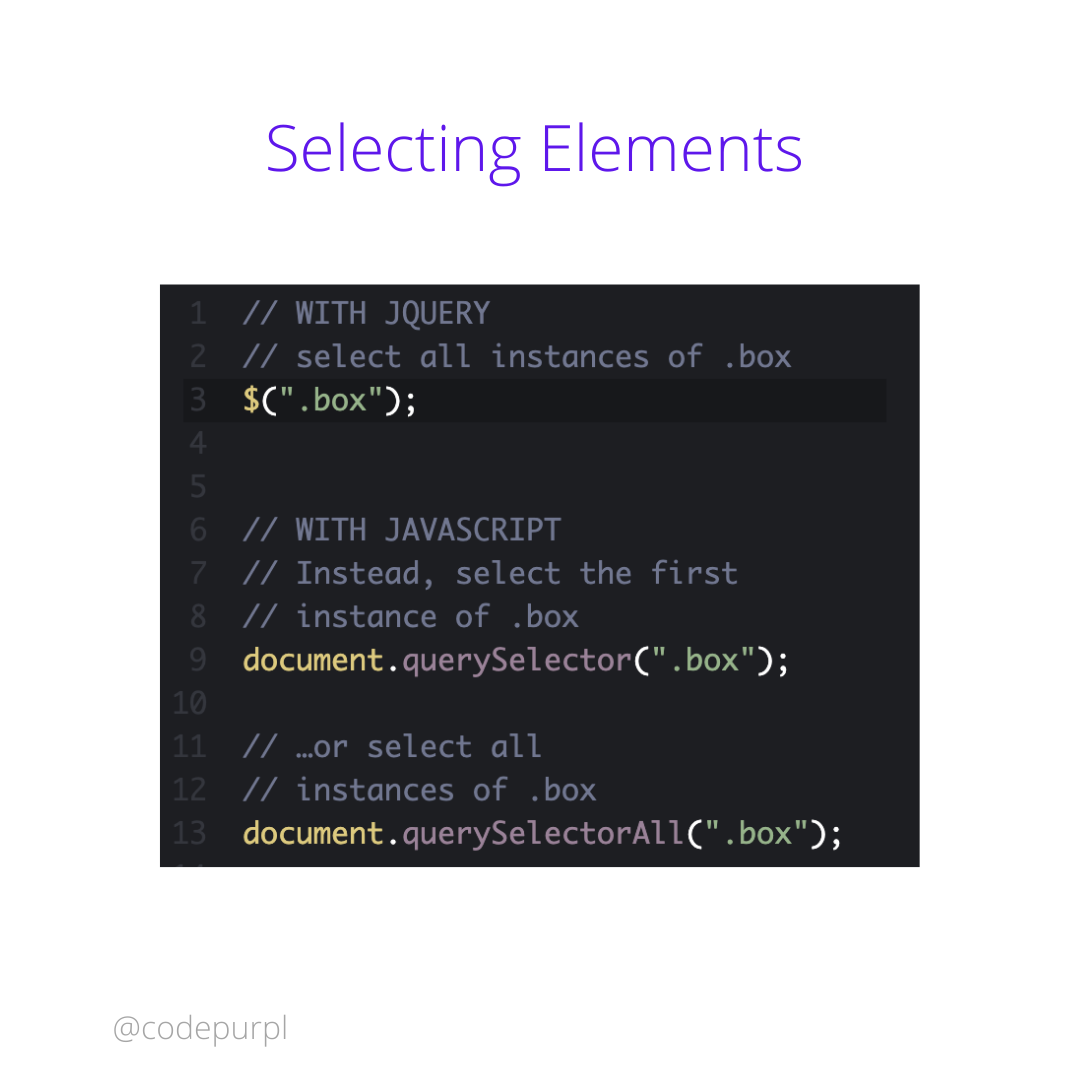 Selecting Elements
1 // WITH JQUERY
2 // select all instances of .box
3 $(".box");
4
5
6 // WITH JAVASCRIPT
7 // Instead, select the first
8 // instance of .box
9 document.querySelector(".box");
10
11 // …or select all
12 // instances of .box
13 document.querySelectorAll(".box");
@codepurpl